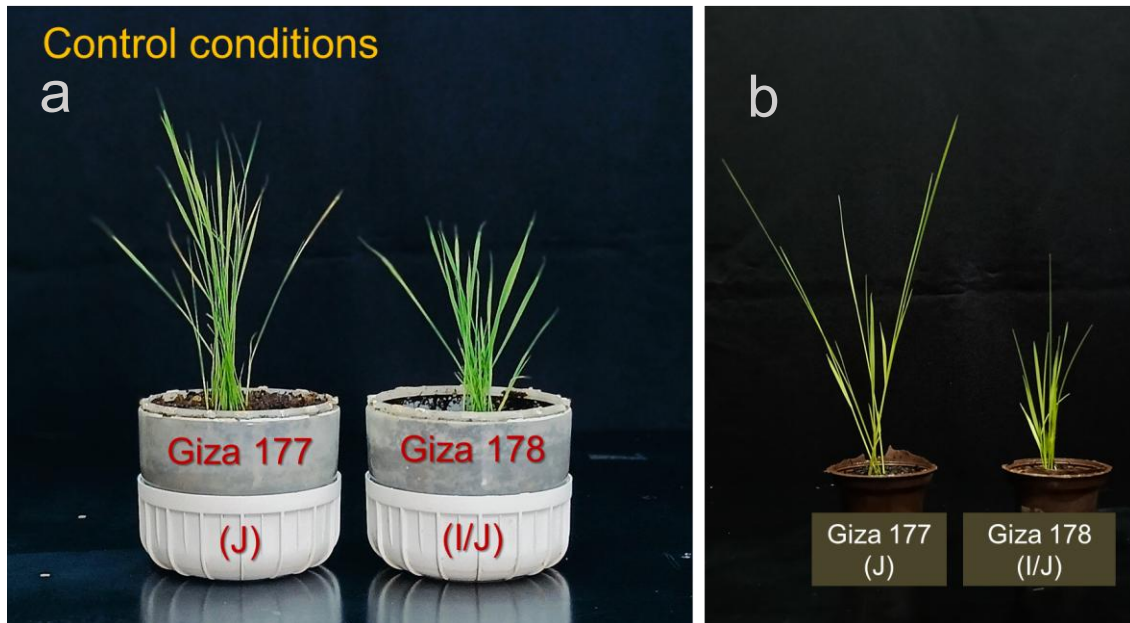 Control conditions
a
Giza 177
(J)
Giza 178
(I/J)
b
Giza 177
(J)
Giza 178
(I/J)